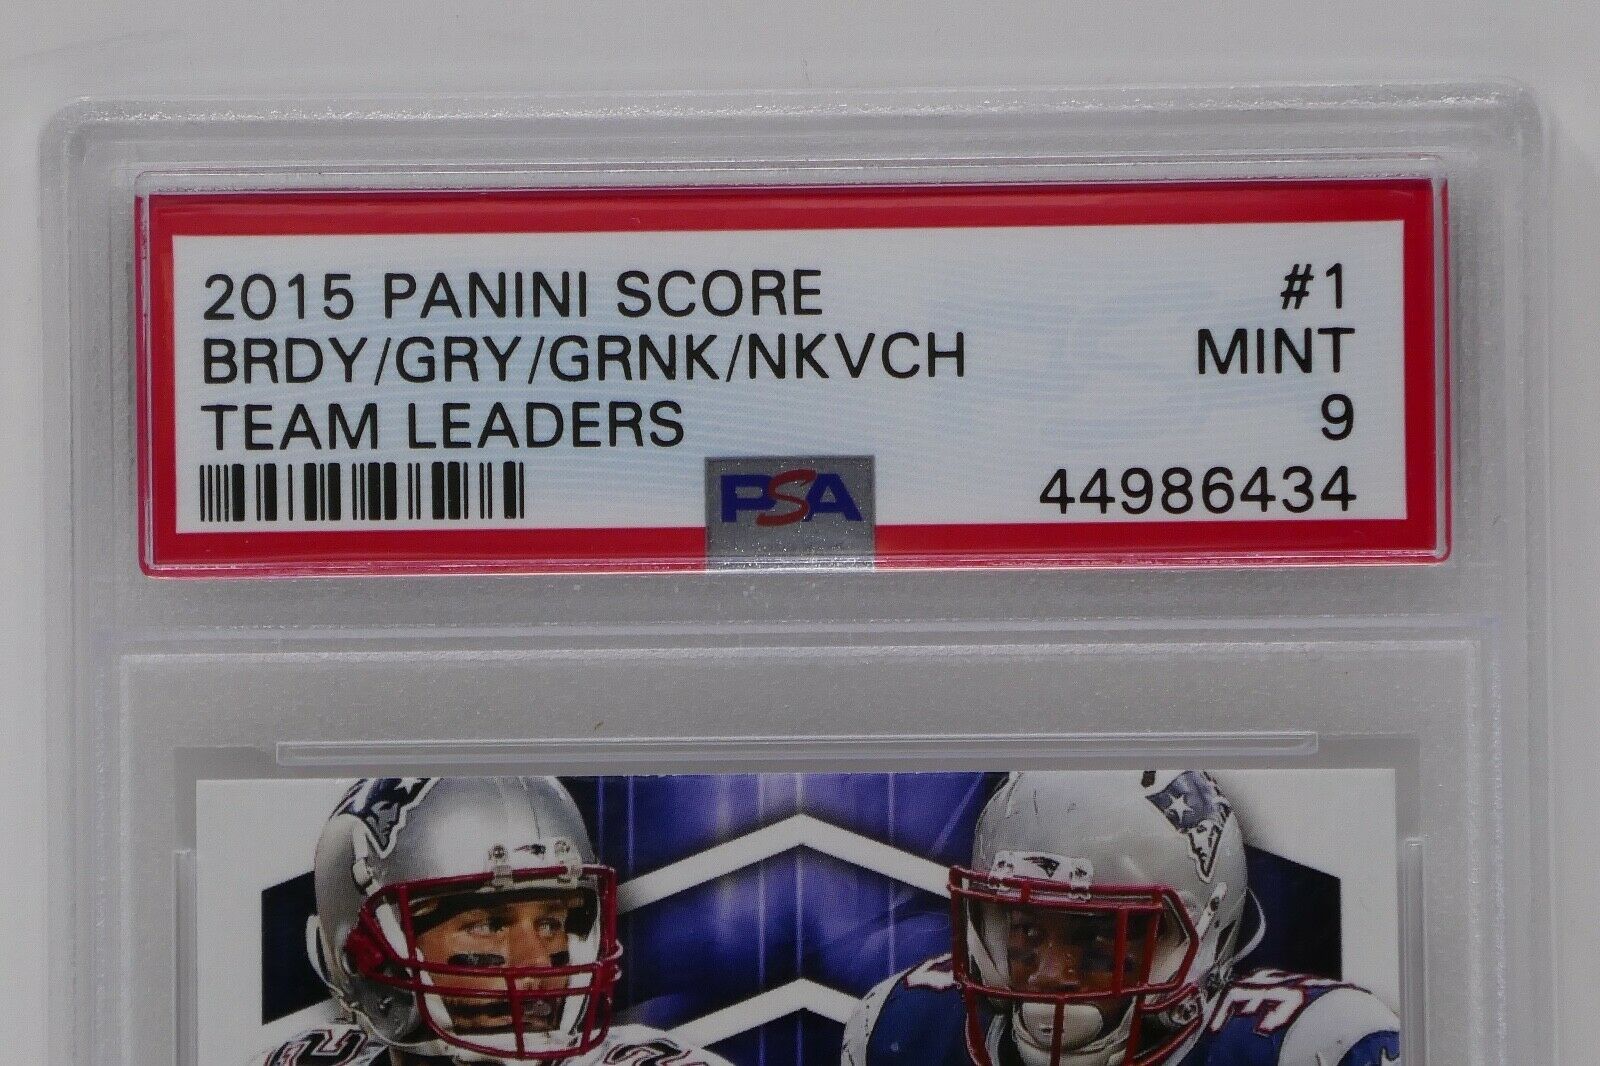 2015 PANINI SCORE #1
BRDY/GRY/GRNK/NKVCH MINT
TEAM LEADERS 9
PSA 44986434